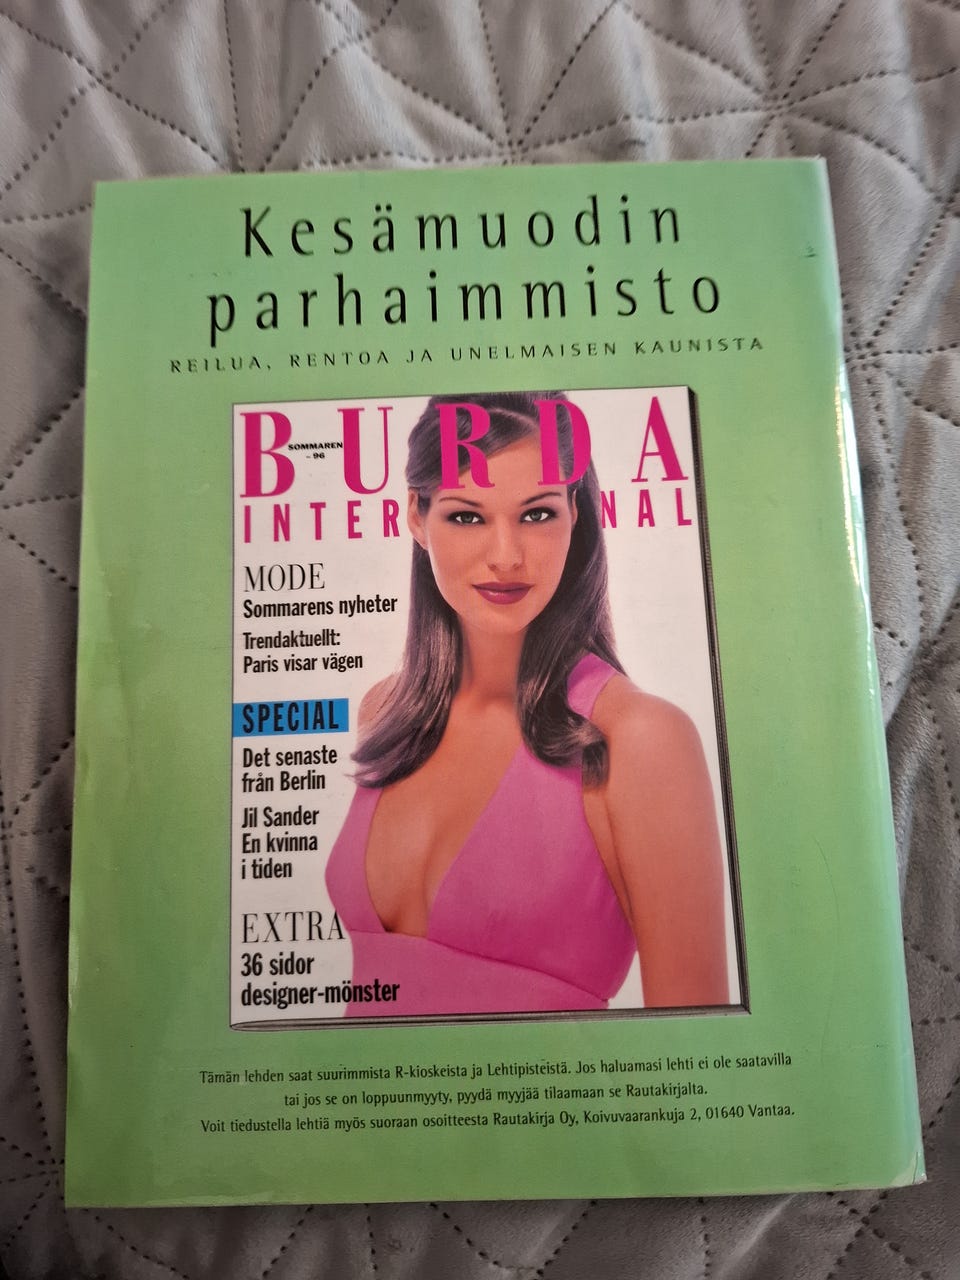 Kesämuodin
parhaimmisto
REILUA, RENTOA JA UNELMAISEN KAUNISTA
BURDA
SOMMAREN
- 96
INTER NAL
MODE
Sommarens nyheter
Trendaktuellt:
Paris visar vägen
SPECIAL
Det senaste
från Berlin
Jil Sander
En kvinna
i tiden
EXTRA
36 sidor
designer-mönster
Tämän lehden saat suurimmista R-kioskeista ja Lehtipisteistä. Jos haluamasi lehti ei ole saatavilla
tai jos se on loppuunmyyty, pyydä myyjää tilaamaan se Rautakirjalta.
Voit tiedustella lehtiä myös suoraan osoitteesta Rautakirja Oy, Koivuvaarankuja 2, 01640 Vantaa.